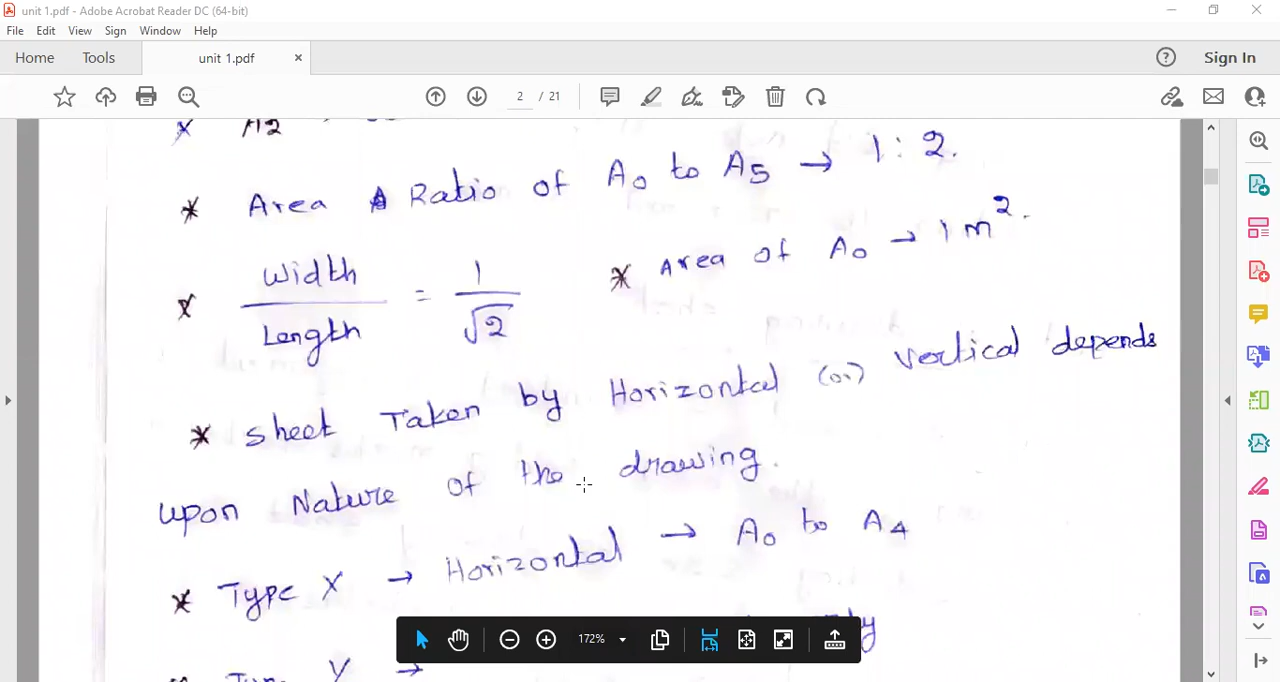 unit 1.pdf - Adobe Acrobat Reader DC (64-bit)
File Edit View Sign Window Help
Home Tools unit 1.pdf × Sign In
2 / 21
* A2
* Area Ratio of A0 to A5 → 1 : 2.
* Width / Length = 1 / √2 * Area of A0 → 1 m².
* Sheet Taken by Horizontal (or) vertical depends
upon Nature of the drawing.
* Type X → Horizontal → A0 to A4
172%
Y →